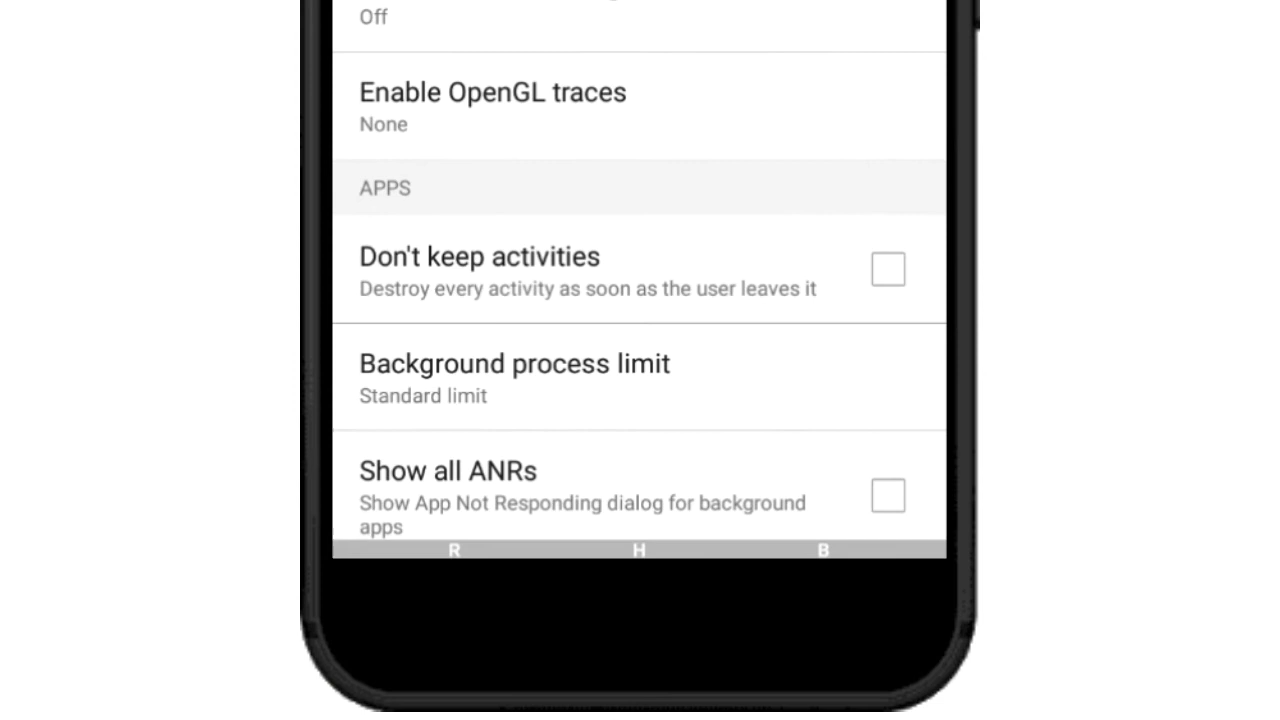 Off
Enable OpenGL traces
None
APPS
Don't keep activities
Destroy every activity as soon as the user leaves it
Background process limit
Standard limit
Show all ANRs
Show App Not Responding dialog for background
apps
R H B